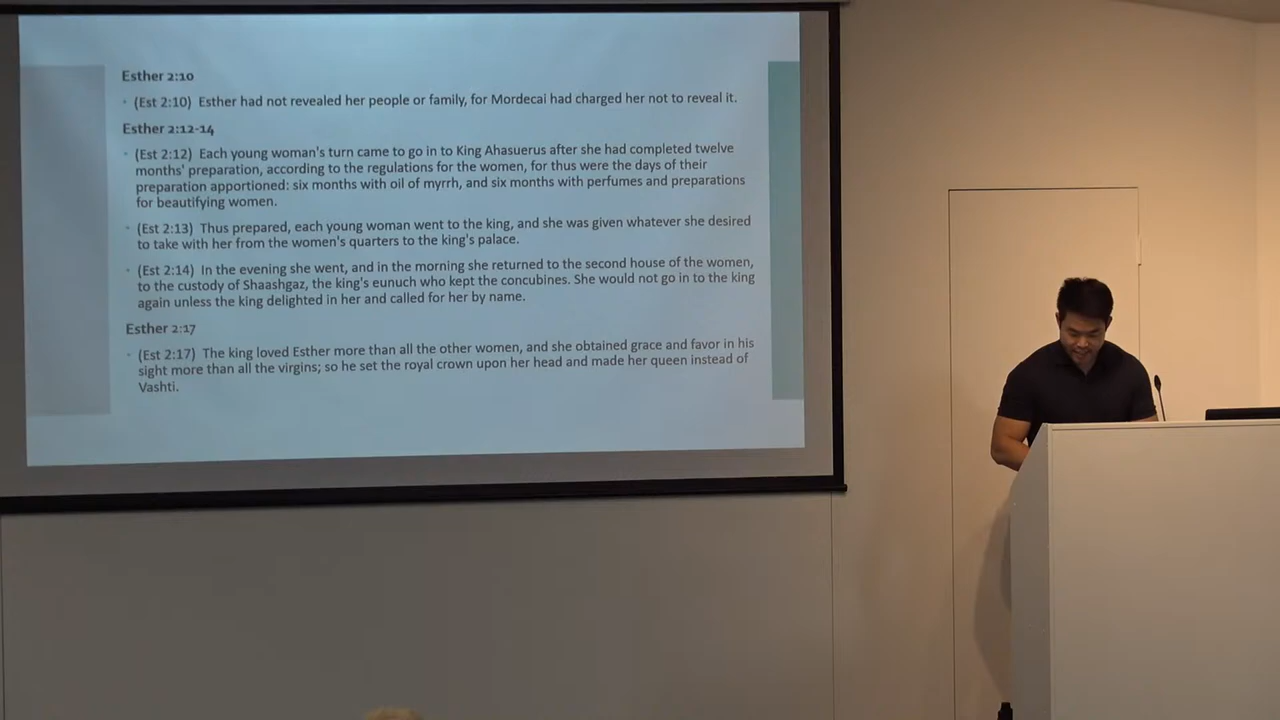 Esther 2:10
• (Est 2:10) Esther had not revealed her people or family, for Mordecai had charged her not to reveal it.
Esther 2:12-14
• (Est 2:12) Each young woman's turn came to go in to King Ahasuerus after she had completed twelve
months' preparation, according to the regulations for the women, for thus were the days of their
preparation apportioned: six months with oil of myrrh, and six months with perfumes and preparations
for beautifying women.
• (Est 2:13) Thus prepared, each young woman went to the king, and she was given whatever she desired
to take with her from the women's quarters to the king's palace.
• (Est 2:14) In the evening she went, and in the morning she returned to the second house of the women,
to the custody of Shaashgaz, the king's eunuch who kept the concubines. She would not go in to the king
again unless the king delighted in her and called for her by name.
Esther 2:17
• (Est 2:17) The king loved Esther more than all the other women, and she obtained grace and favor in his
sight more than all the virgins; so he set the royal crown upon her head and made her queen instead of
Vashti.